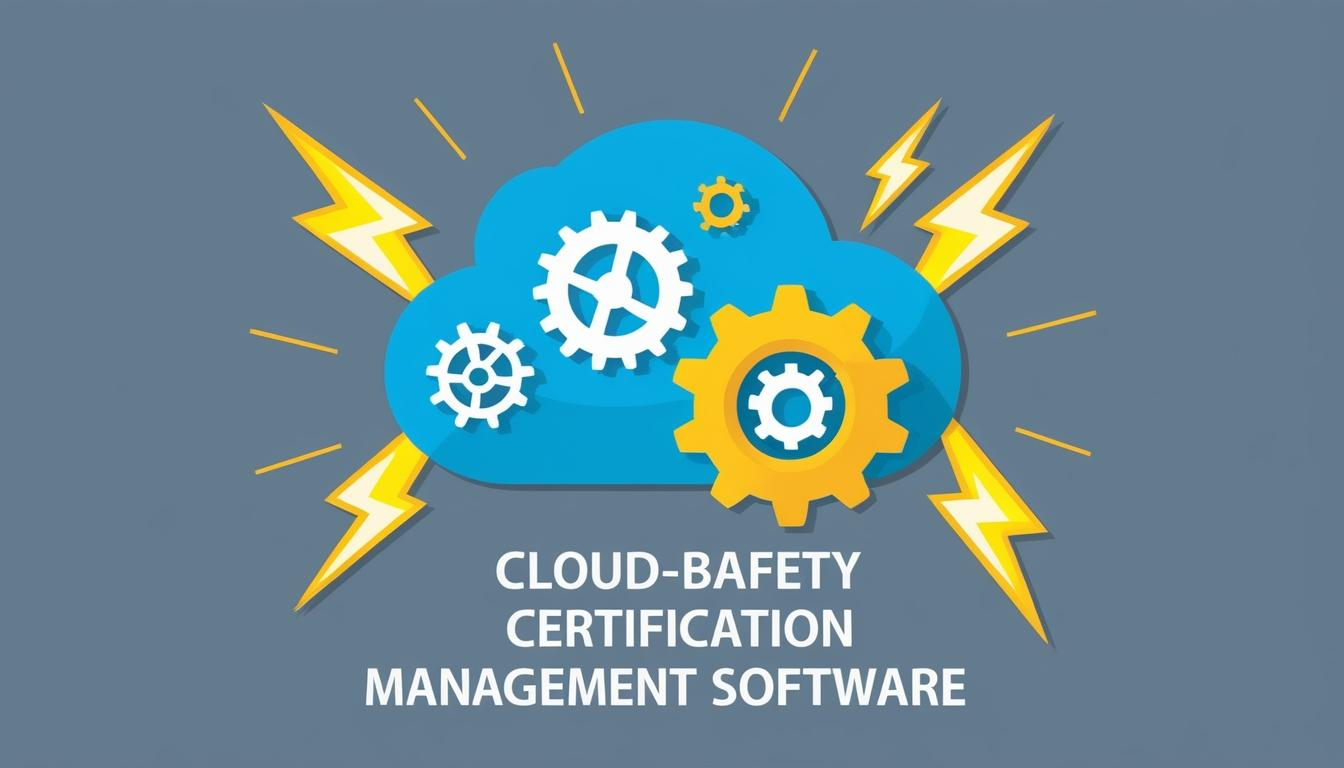 CLOUD-BAFETY
CERTIFICATION
MANAGEMENT SOFTWARE